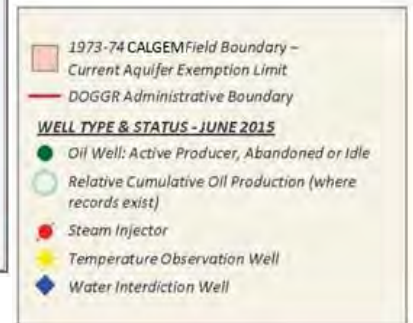 1973-74 CALGEM Field Boundary –
Current Aquifer Exemption Limit
DOGGR Administrative Boundary
WELL TYPE & STATUS - JUNE 2015
Oil Well: Active Producer, Abandoned or Idle
Relative Cumulative Oil Production (where
records exist)
Steam Injector
Temperature Observation Well
Water Interdiction Well